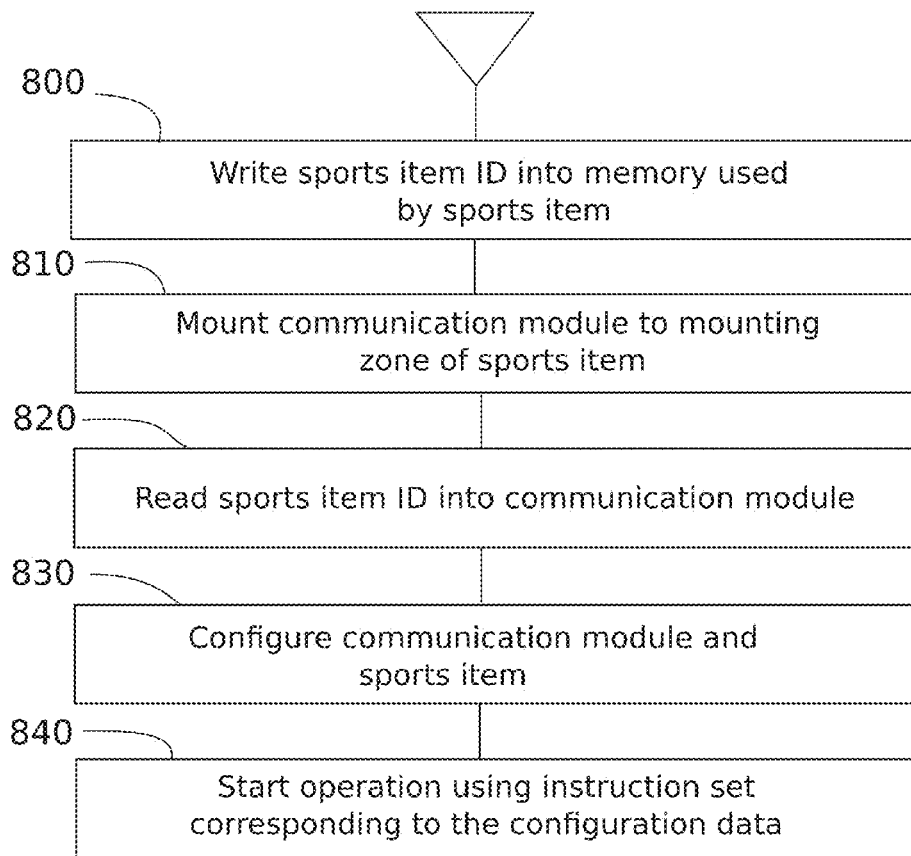 800
Write sports item ID into memory used
by sports item
810
Mount communication module to mounting
zone of sports item
820
Read sports item ID into communication module
830
Configure communication module and
sports item
840
Start operation using instruction set
corresponding to the configuration data